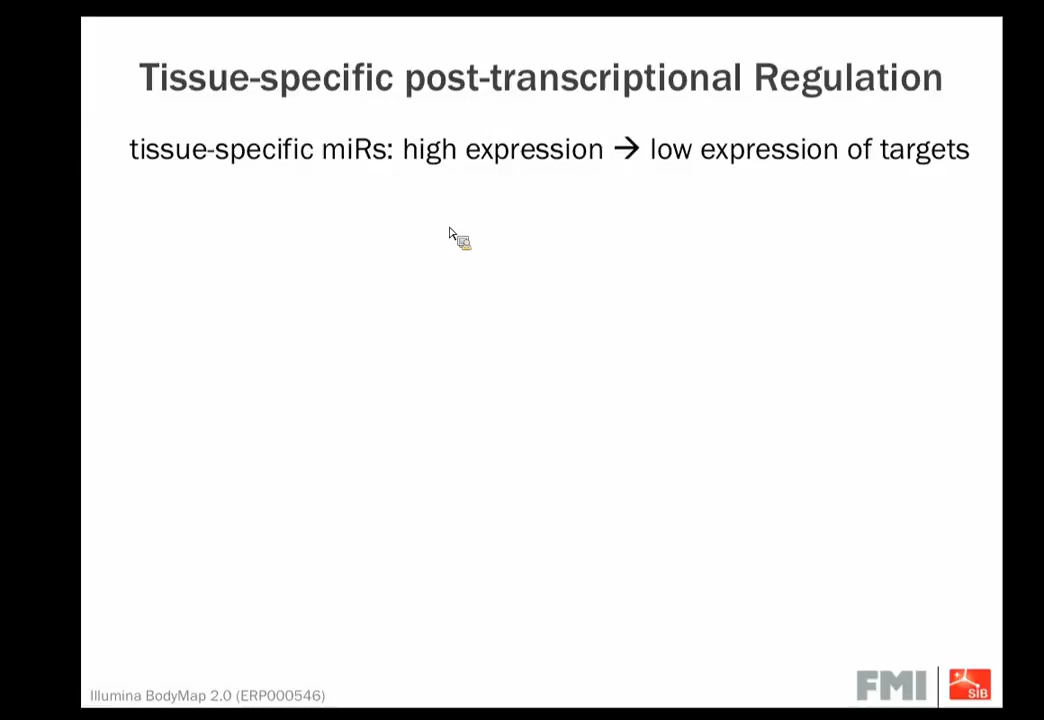 Tissue-specific post-transcriptional Regulation
tissue-specific miRs: high expression → low expression of targets
Illumina BodyMap 2.0 (ERP000546)
FMI
SIB